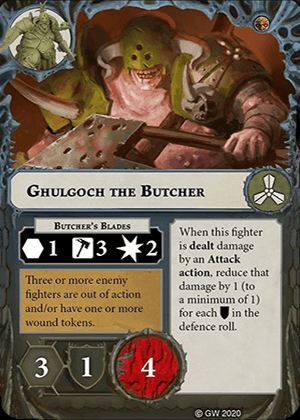 Ghulgoch the Butcher
Butcher's Blades
1 3 2
Three or more enemy
fighters are out of action
and/or have one or more
wound tokens.
When this fighter
is dealt damage
by an Attack
action, reduce that
damage by 1 (to
a minimum of 1)
for each in the
defence roll.
3 1 4
© GW 2020